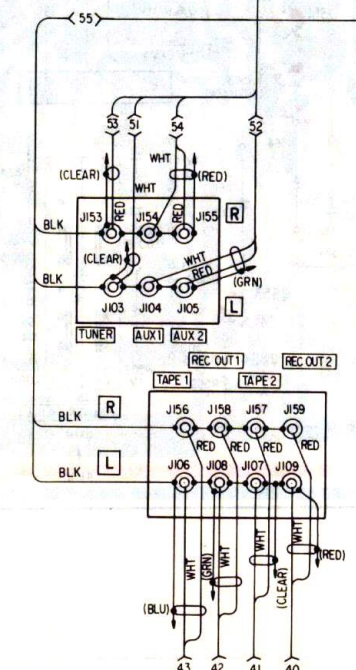 55
53 51 54 52
WHT
(CLEAR) (RED)
WHT
J153 RED J154 RED J155 R
BLK
(CLEAR) WHT
RED
BLK (GRN)
J103 J104 J105 L
TUNER AUX1 AUX 2
REC OUT 1 REC OUT 2
TAPE 1 TAPE 2
R J156 J158 J157 J159
BLK
RED RED RED RED
L J106 J108 J107 J109
BLK
WHT (GRN) WHT WHT (CLEAR) WHT (RED)
(BLU)
43 42 41 40